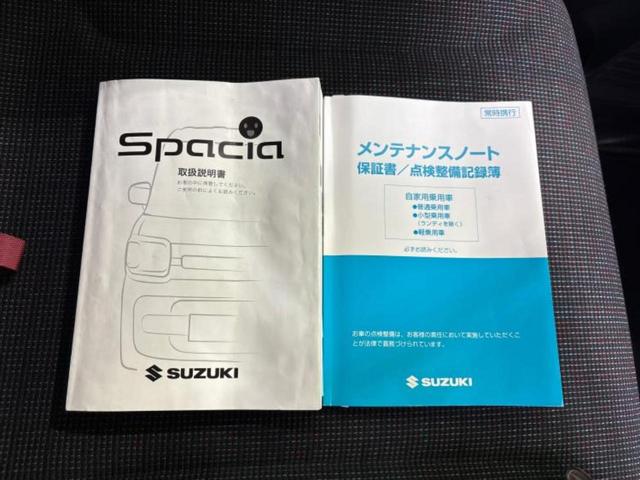 Spacia
取扱説明書
お車の中に保管してください。
ご使用の前によくお読みください。
SUZUKI
常時携行
メンテナンスノート
保証書／点検整備記録簿
自家用乗用車
●普通乗用車
●小型乗用車
（ランディを除く）
●軽乗用車
必ずお読みください。
お車の点検整備は、お客様の責任において実施していただくこ
とが法律で義務づけられています。
SUZUKI